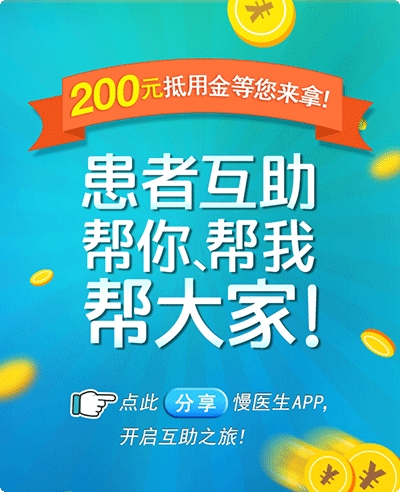 200元抵用金等您来拿!
患者互助
帮你、帮我
帮大家!
点此 分享 慢医生APP,
开启互助之旅!